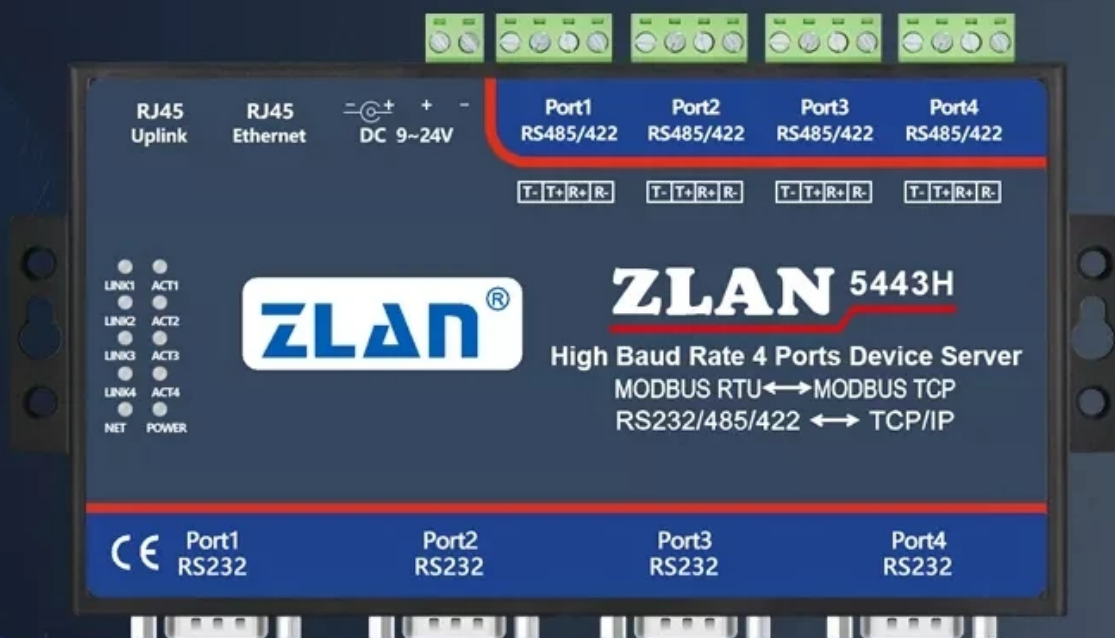 RJ45
Uplink
RJ45
Ethernet
- + + -
DC 9~24V
Port1
RS485/422
Port2
RS485/422
Port3
RS485/422
Port4
RS485/422
T- T+ R+ R-
T- T+ R+ R-
T- T+ R+ R-
T- T+ R+ R-
LINK1 ACT1
LINK2 ACT2
LINK3 ACT3
LINK4 ACT4
NET POWER
ZLAN®
ZLAN 5443H
High Baud Rate 4 Ports Device Server
MODBUS RTU↔MODBUS TCP
RS232/485/422 ↔ TCP/IP
CE
Port1
RS232
Port2
RS232
Port3
RS232
Port4
RS232